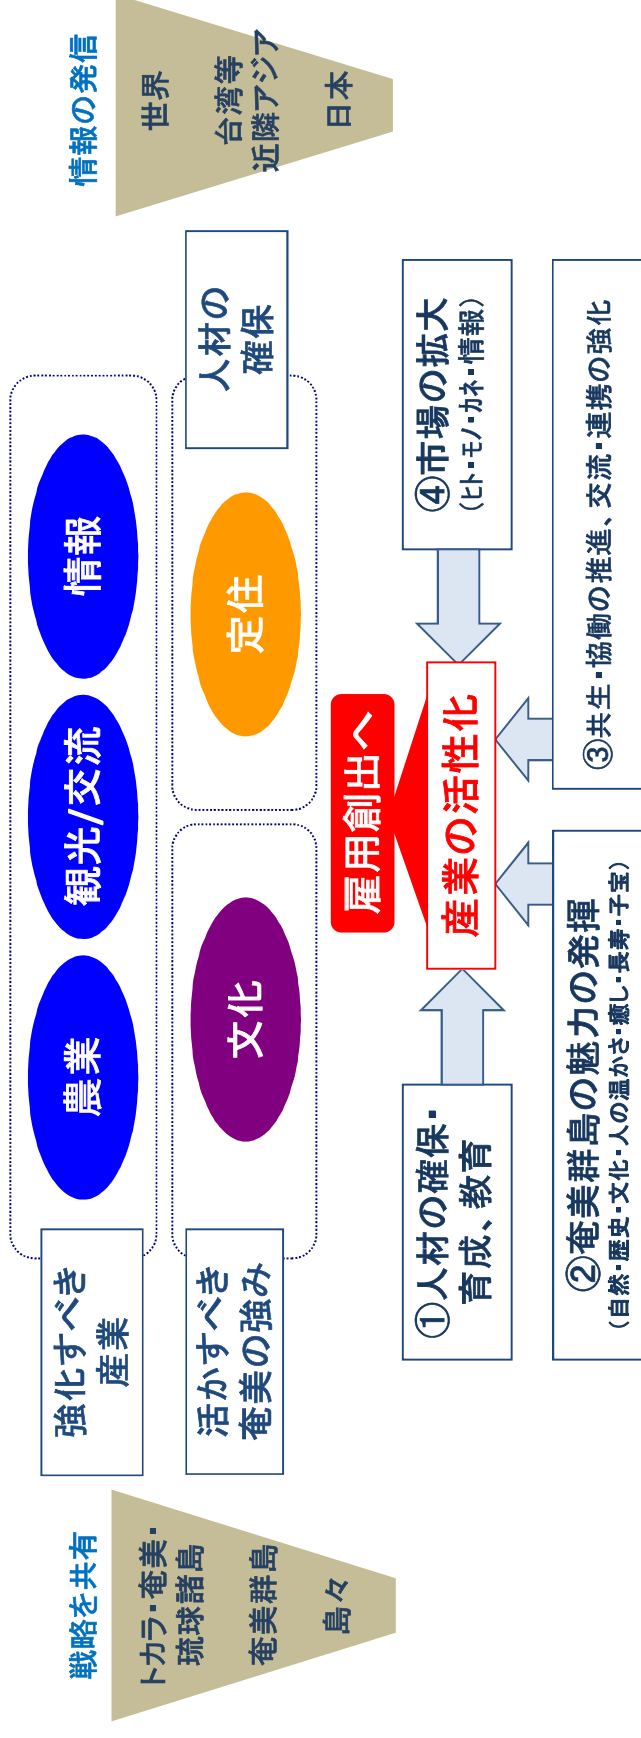 戦略を共有
トカラ・奄美・
琉球諸島
奄美群島
島々
強化すべき
産業
農業
観光/交流
情報
活かすべき
奄美の強み
文化
定住
人材の
確保
情報の発信
世界
台湾等
近隣アジア
日本
雇用創出へ
産業の活性化
①人材の確保・
育成、教育
④市場の拡大
(ヒト・モノ・カネ・情報)
②奄美群島の魅力の発揮
(自然・歴史・文化・人の温かさ・癒し・長寿・子宝)
③共生・協働の推進、交流・連携の強化